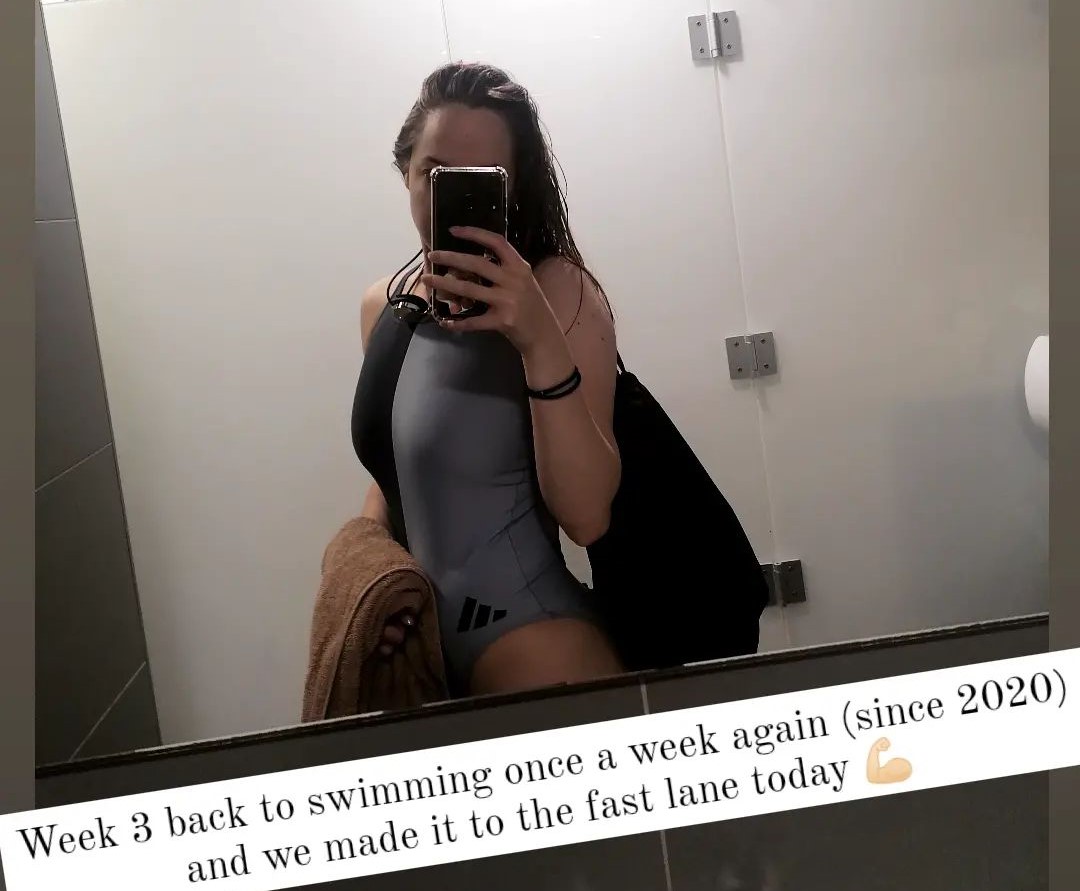 Week 3 back to swimming once a week again (since 2020)
and we made it to the fast lane today 💪🏼